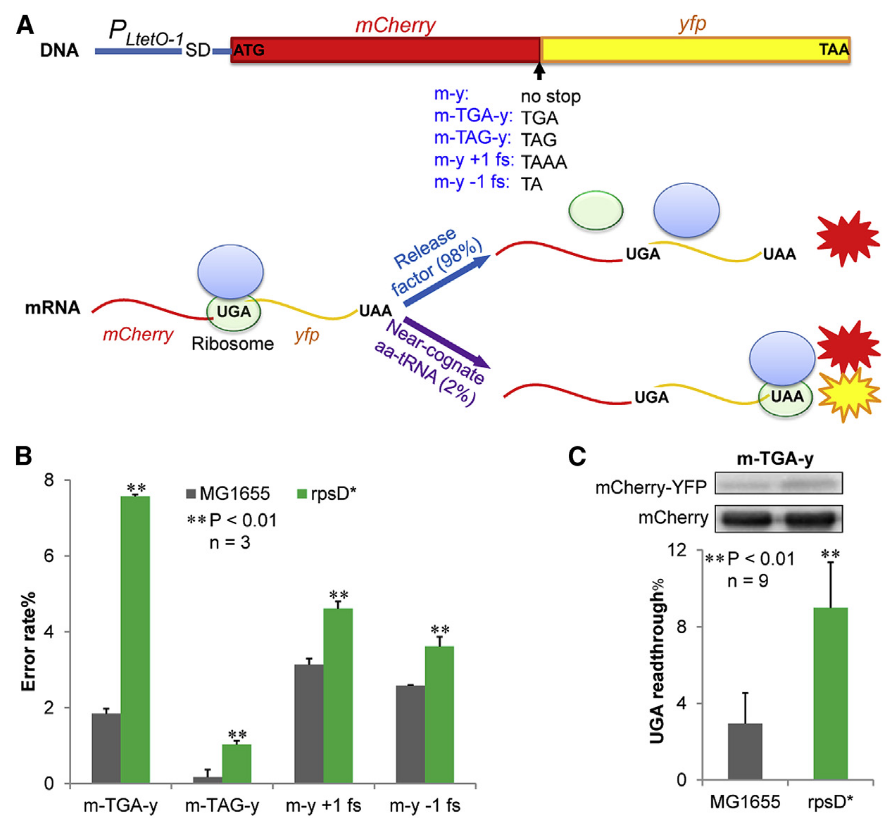 A
P LtetO-1
mCherry
yfp
DNA
SD
ATG
TAA
m-y: no stop
m-TGA-y: TGA
m-TAG-y: TAG
m-y +1 fs: TAAA
m-y -1 fs: TA
Release
factor (98%)
UGA
UAA
mRNA
UGA
UAA
mCherry
yfp
Ribosome
Near-cognate
aa-tRNA (2%)
UGA
UAA
B
8
6
4
2
0
Error rate%
MG1655
rpsD*
**P < 0.01
n = 3
**
**
**
**
m-TGA-y
m-TAG-y
m-y +1 fs
m-y -1 fs
C
m-TGA-y
mCherry-YFP
mCherry
12
8
4
0
UGA readthrough%
**P < 0.01
n = 9
**
MG1655
rpsD*